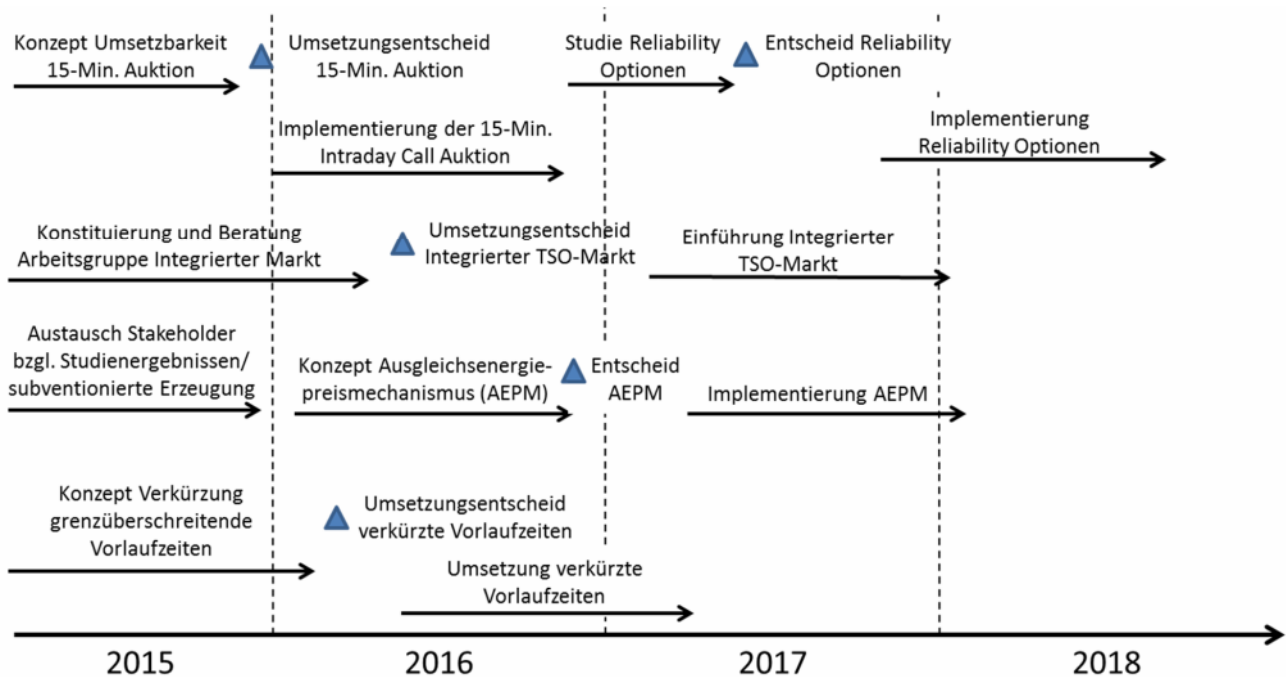 Konzept Umsetzbarkeit
15-Min. Auktion
Umsetzungsentscheid
15-Min. Auktion
Studie Reliability
Optionen
Entscheid Reliability
Optionen
Implementierung der 15-Min.
Intraday Call Auktion
Implementierung
Reliability Optionen
Konstituierung und Beratung
Arbeitsgruppe Integrierter Markt
Umsetzungsentscheid
Integrierter TSO-Markt
Einführung Integrierter
TSO-Markt
Austausch Stakeholder
bzgl. Studienergebnissen/
subventionierte Erzeugung
Konzept Ausgleichsenergie-
preismechanismus (AEPM)
Entscheid
AEPM
Implementierung AEPM
Konzept Verkürzung
grenzüberschreitende
Vorlaufzeiten
Umsetzungsentscheid
verkürzte Vorlaufzeiten
Umsetzung verkürzte
Vorlaufzeiten
2015
2016
2017
2018